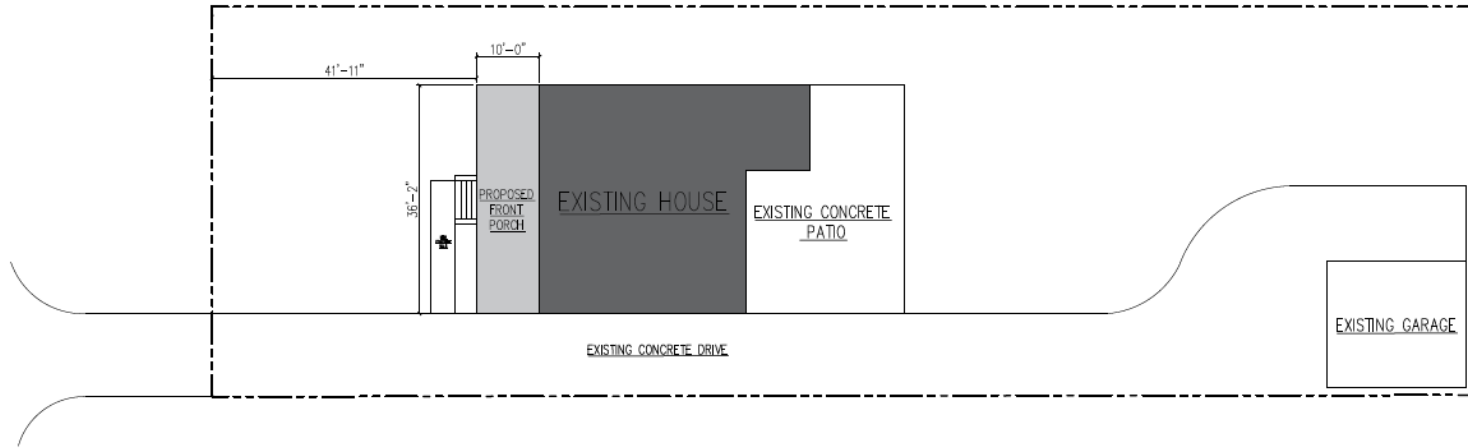 10'-0"
41'-11"
36'-2"
PROPOSED
FRONT
PORCH
EXISTING HOUSE
EXISTING CONCRETE
PATIO
EXISTING GARAGE
EXISTING CONCRETE DRIVE